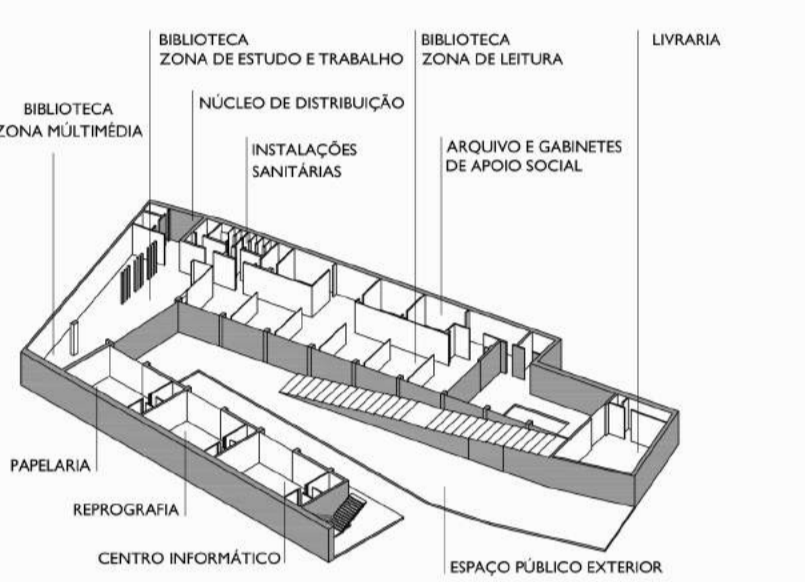 BIBLIOTECA
ZONA DE ESTUDO E TRABALHO
BIBLIOTECA
ZONA DE LEITURA
LIVRARIA
BIBLIOTECA
ZONA MÚLTIMÉDIA
NÚCLEO DE DISTRIBUIÇÃO
INSTALAÇÕES
SANITÁRIAS
ARQUIVO E GABINETES
DE APOIO SOCIAL
PAPELARIA
REPROGRAFIA
CENTRO INFORMÁTICO
ESPAÇO PÚBLICO EXTERIOR